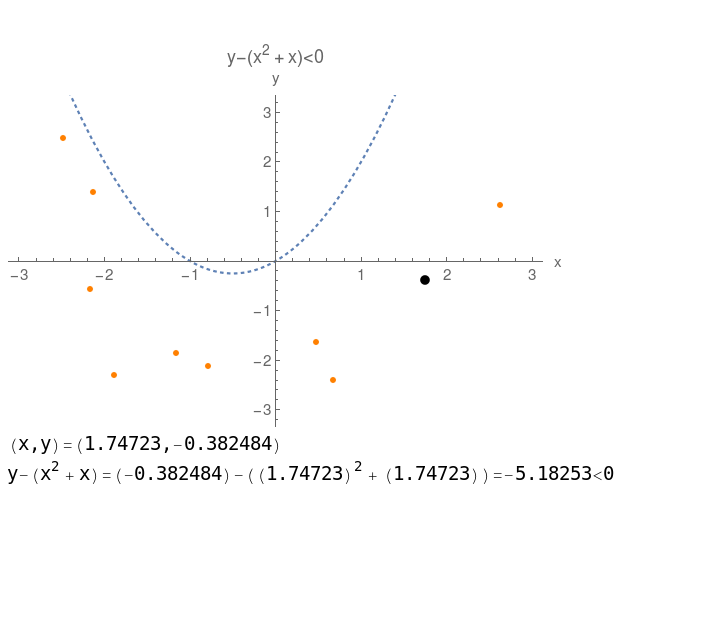 y−(x² + x)<0
y
3
2
1
−3 −2 −1 1 2 3 x
−1
−2
−3
(x,y)=(1.74723,−0.382484)
y−(x²+x)=(−0.382484)−((1.74723)²+(1.74723))=−5.18253<0